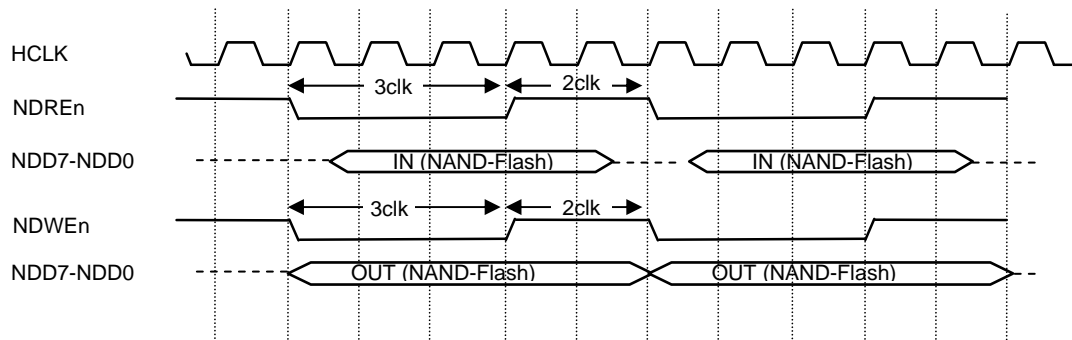 HCLK
3clk 2clk
NDREn
NDD7-NDD0 IN (NAND-Flash) IN (NAND-Flash)
3clk 2clk
NDWEn
NDD7-NDD0 OUT (NAND-Flash) OUT (NAND-Flash)